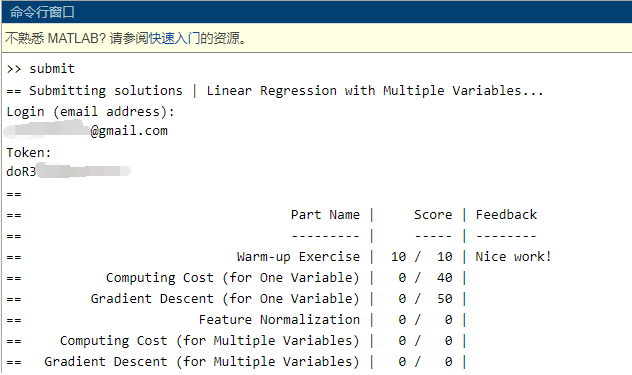 命令行窗口
不熟悉 MATLAB? 请参阅快速入门的资源。
>> submit
== Submitting solutions | Linear Regression with Multiple Variables...
Login (email address):
@gmail.com
Token:
doR3
==
== Part Name | Score | Feedback
== --------- | ----- | --------
== Warm-up Exercise | 10 / 10 | Nice work!
== Computing Cost (for One Variable) | 0 / 40 |
== Gradient Descent (for One Variable) | 0 / 50 |
== Feature Normalization | 0 / 0 |
== Computing Cost (for Multiple Variables) | 0 / 0 |
== Gradient Descent (for Multiple Variables) | 0 / 0 |